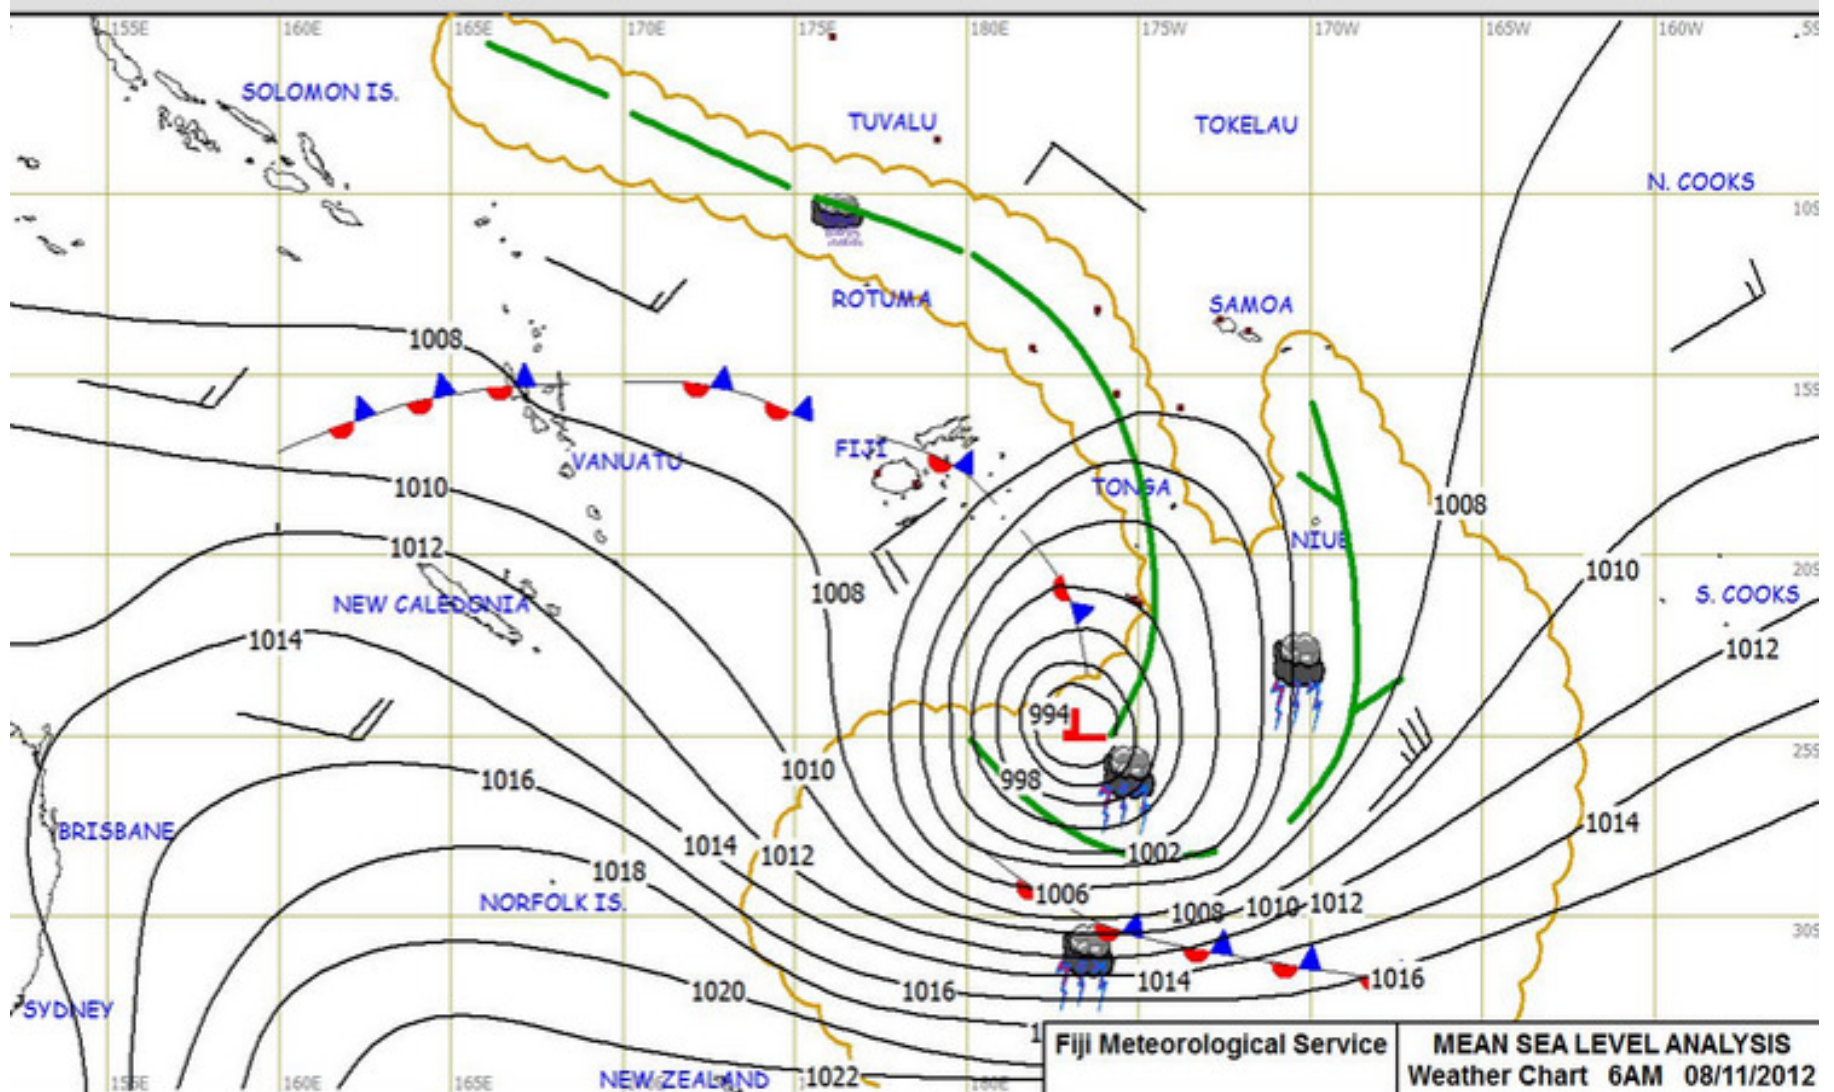 155E 160E 165E 170E 175E 180E 175W 170W 165W 160W 5S
SOLOMON IS.
TUVALU
TOKELAU
N. COOKS
10S
ROTUMA
SAMOA
1008
15S
FIJI
VANUATU
1010
TONGA
1008
1012
NIUE
20S
1010
1008
NEW CALEDONIA
S. COOKS
1014
1012
994
L
25S
1010
1016
998
1014
BRISBANE
1014
1012
1002
1018
1006
NORFOLK IS.
1008
1010
1012
30S
1014
1016
1020
1016
SYDNEY
Fiji Meteorological Service
MEAN SEA LEVEL ANALYSIS
Weather Chart 6AM 08/11/2012
NEW ZEALAND
1022
155E 160E 165E 180E